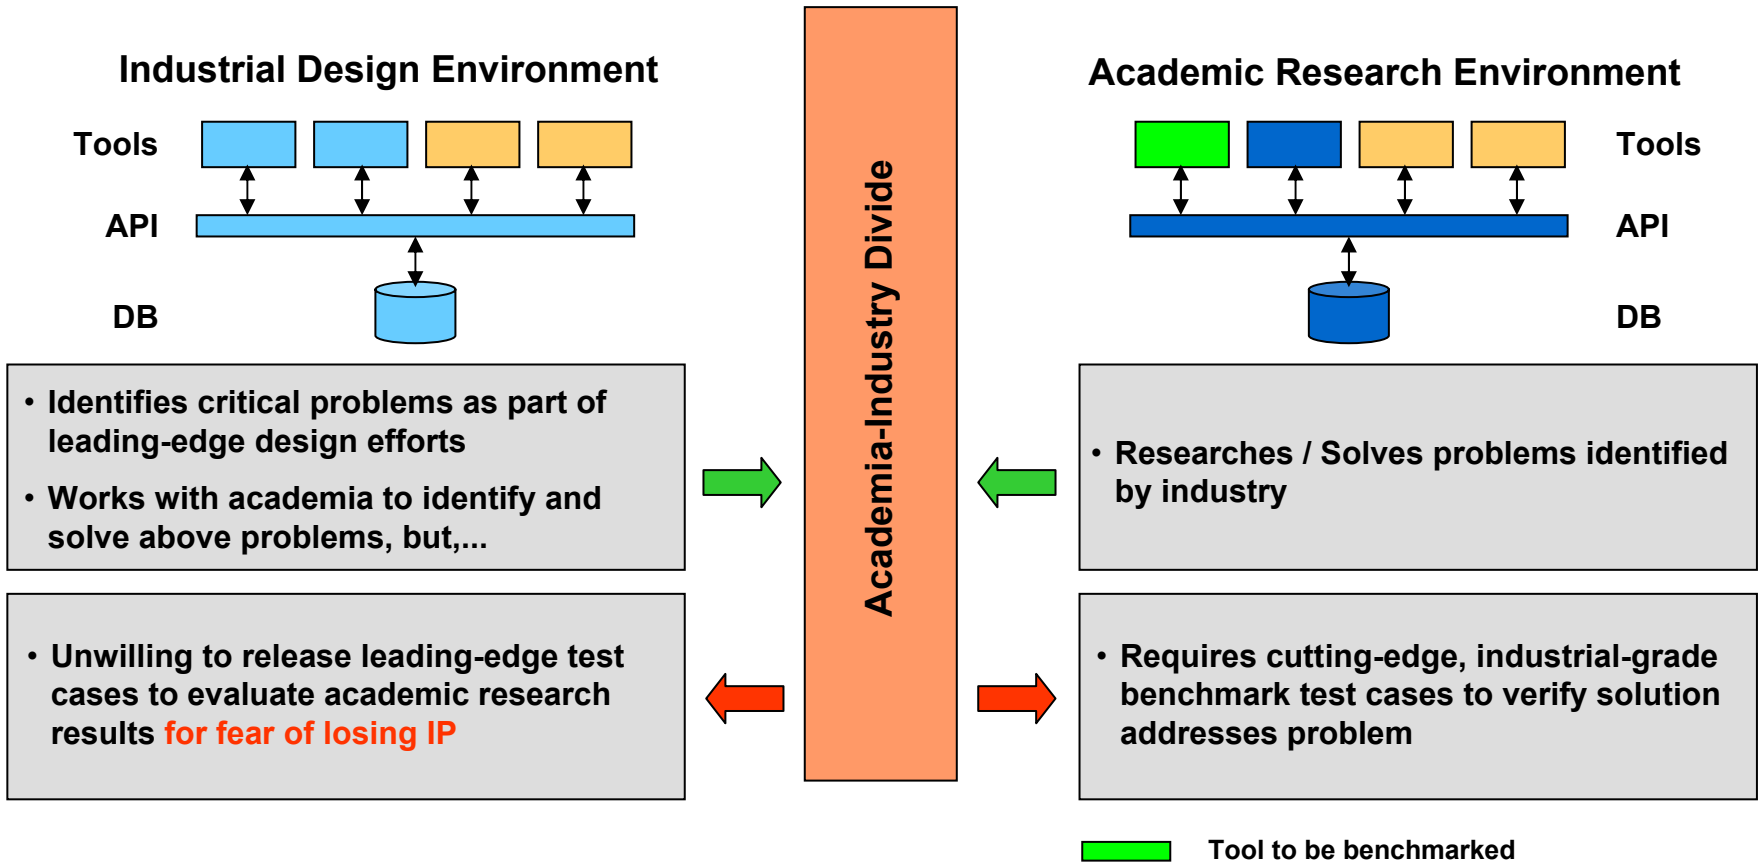 Industrial Design Environment
Tools
API
DB
• Identifies critical problems as part of
leading-edge design efforts
• Works with academia to identify and
solve above problems, but,...
• Unwilling to release leading-edge test
cases to evaluate academic research
results for fear of losing IP
Academia-Industry Divide
Academic Research Environment
Tools
API
DB
• Researches / Solves problems identified
by industry
• Requires cutting-edge, industrial-grade
benchmark test cases to verify solution
addresses problem
Tool to be benchmarked